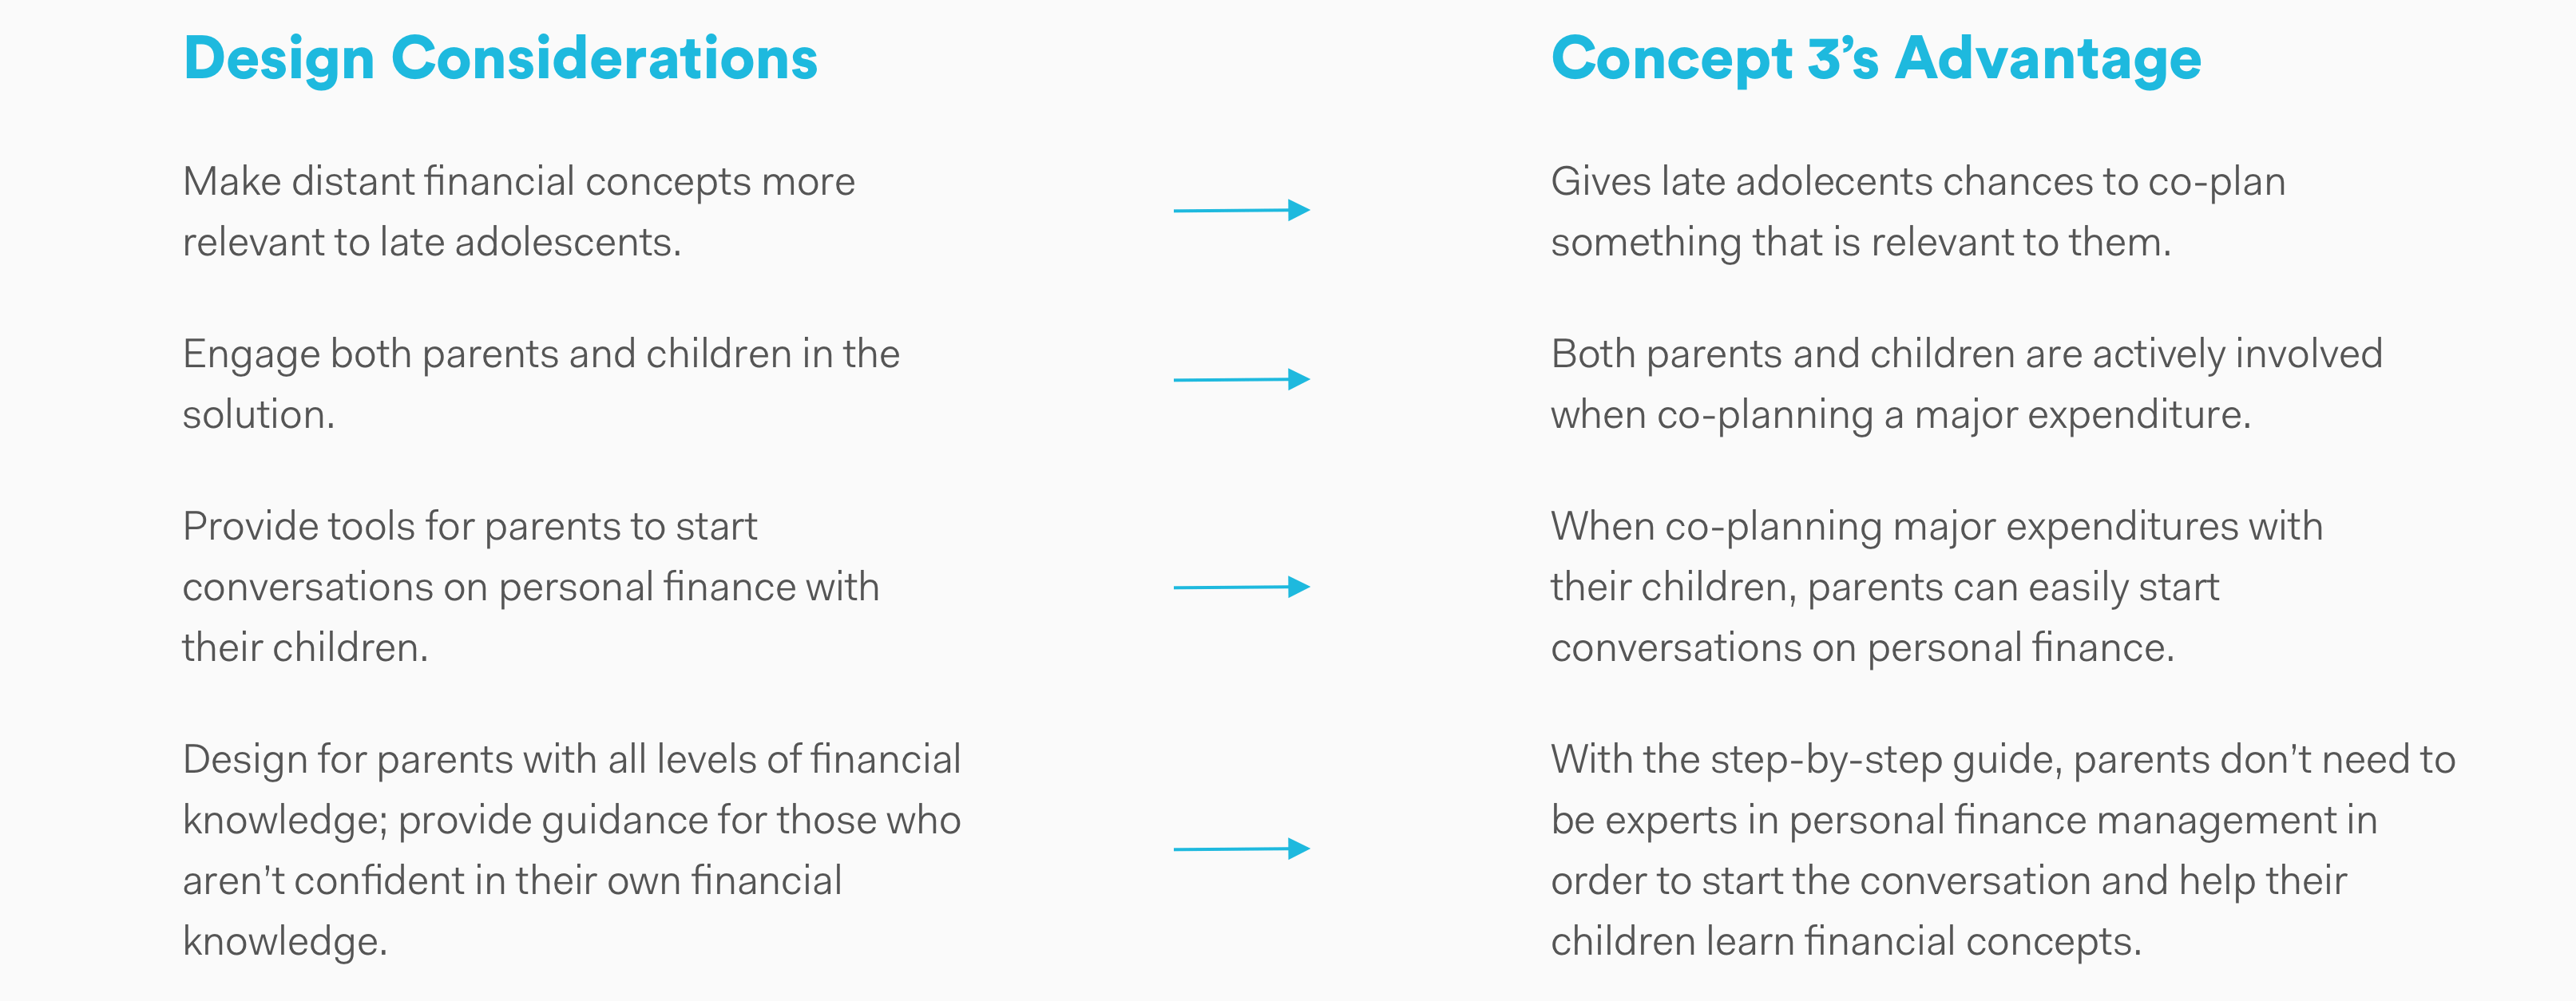 Design Considerations
Concept 3’s Advantage
Make distant financial concepts more
relevant to late adolescents.
Gives late adolecents chances to co-plan
something that is relevant to them.
Engage both parents and children in the
solution.
Both parents and children are actively involved
when co-planning a major expenditure.
Provide tools for parents to start
conversations on personal finance with
their children.
When co-planning major expenditures with
their children, parents can easily start
conversations on personal finance.
Design for parents with all levels of financial
knowledge; provide guidance for those who
aren’t confident in their own financial
knowledge.
With the step-by-step guide, parents don’t need to
be experts in personal finance management in
order to start the conversation and help their
children learn financial concepts.